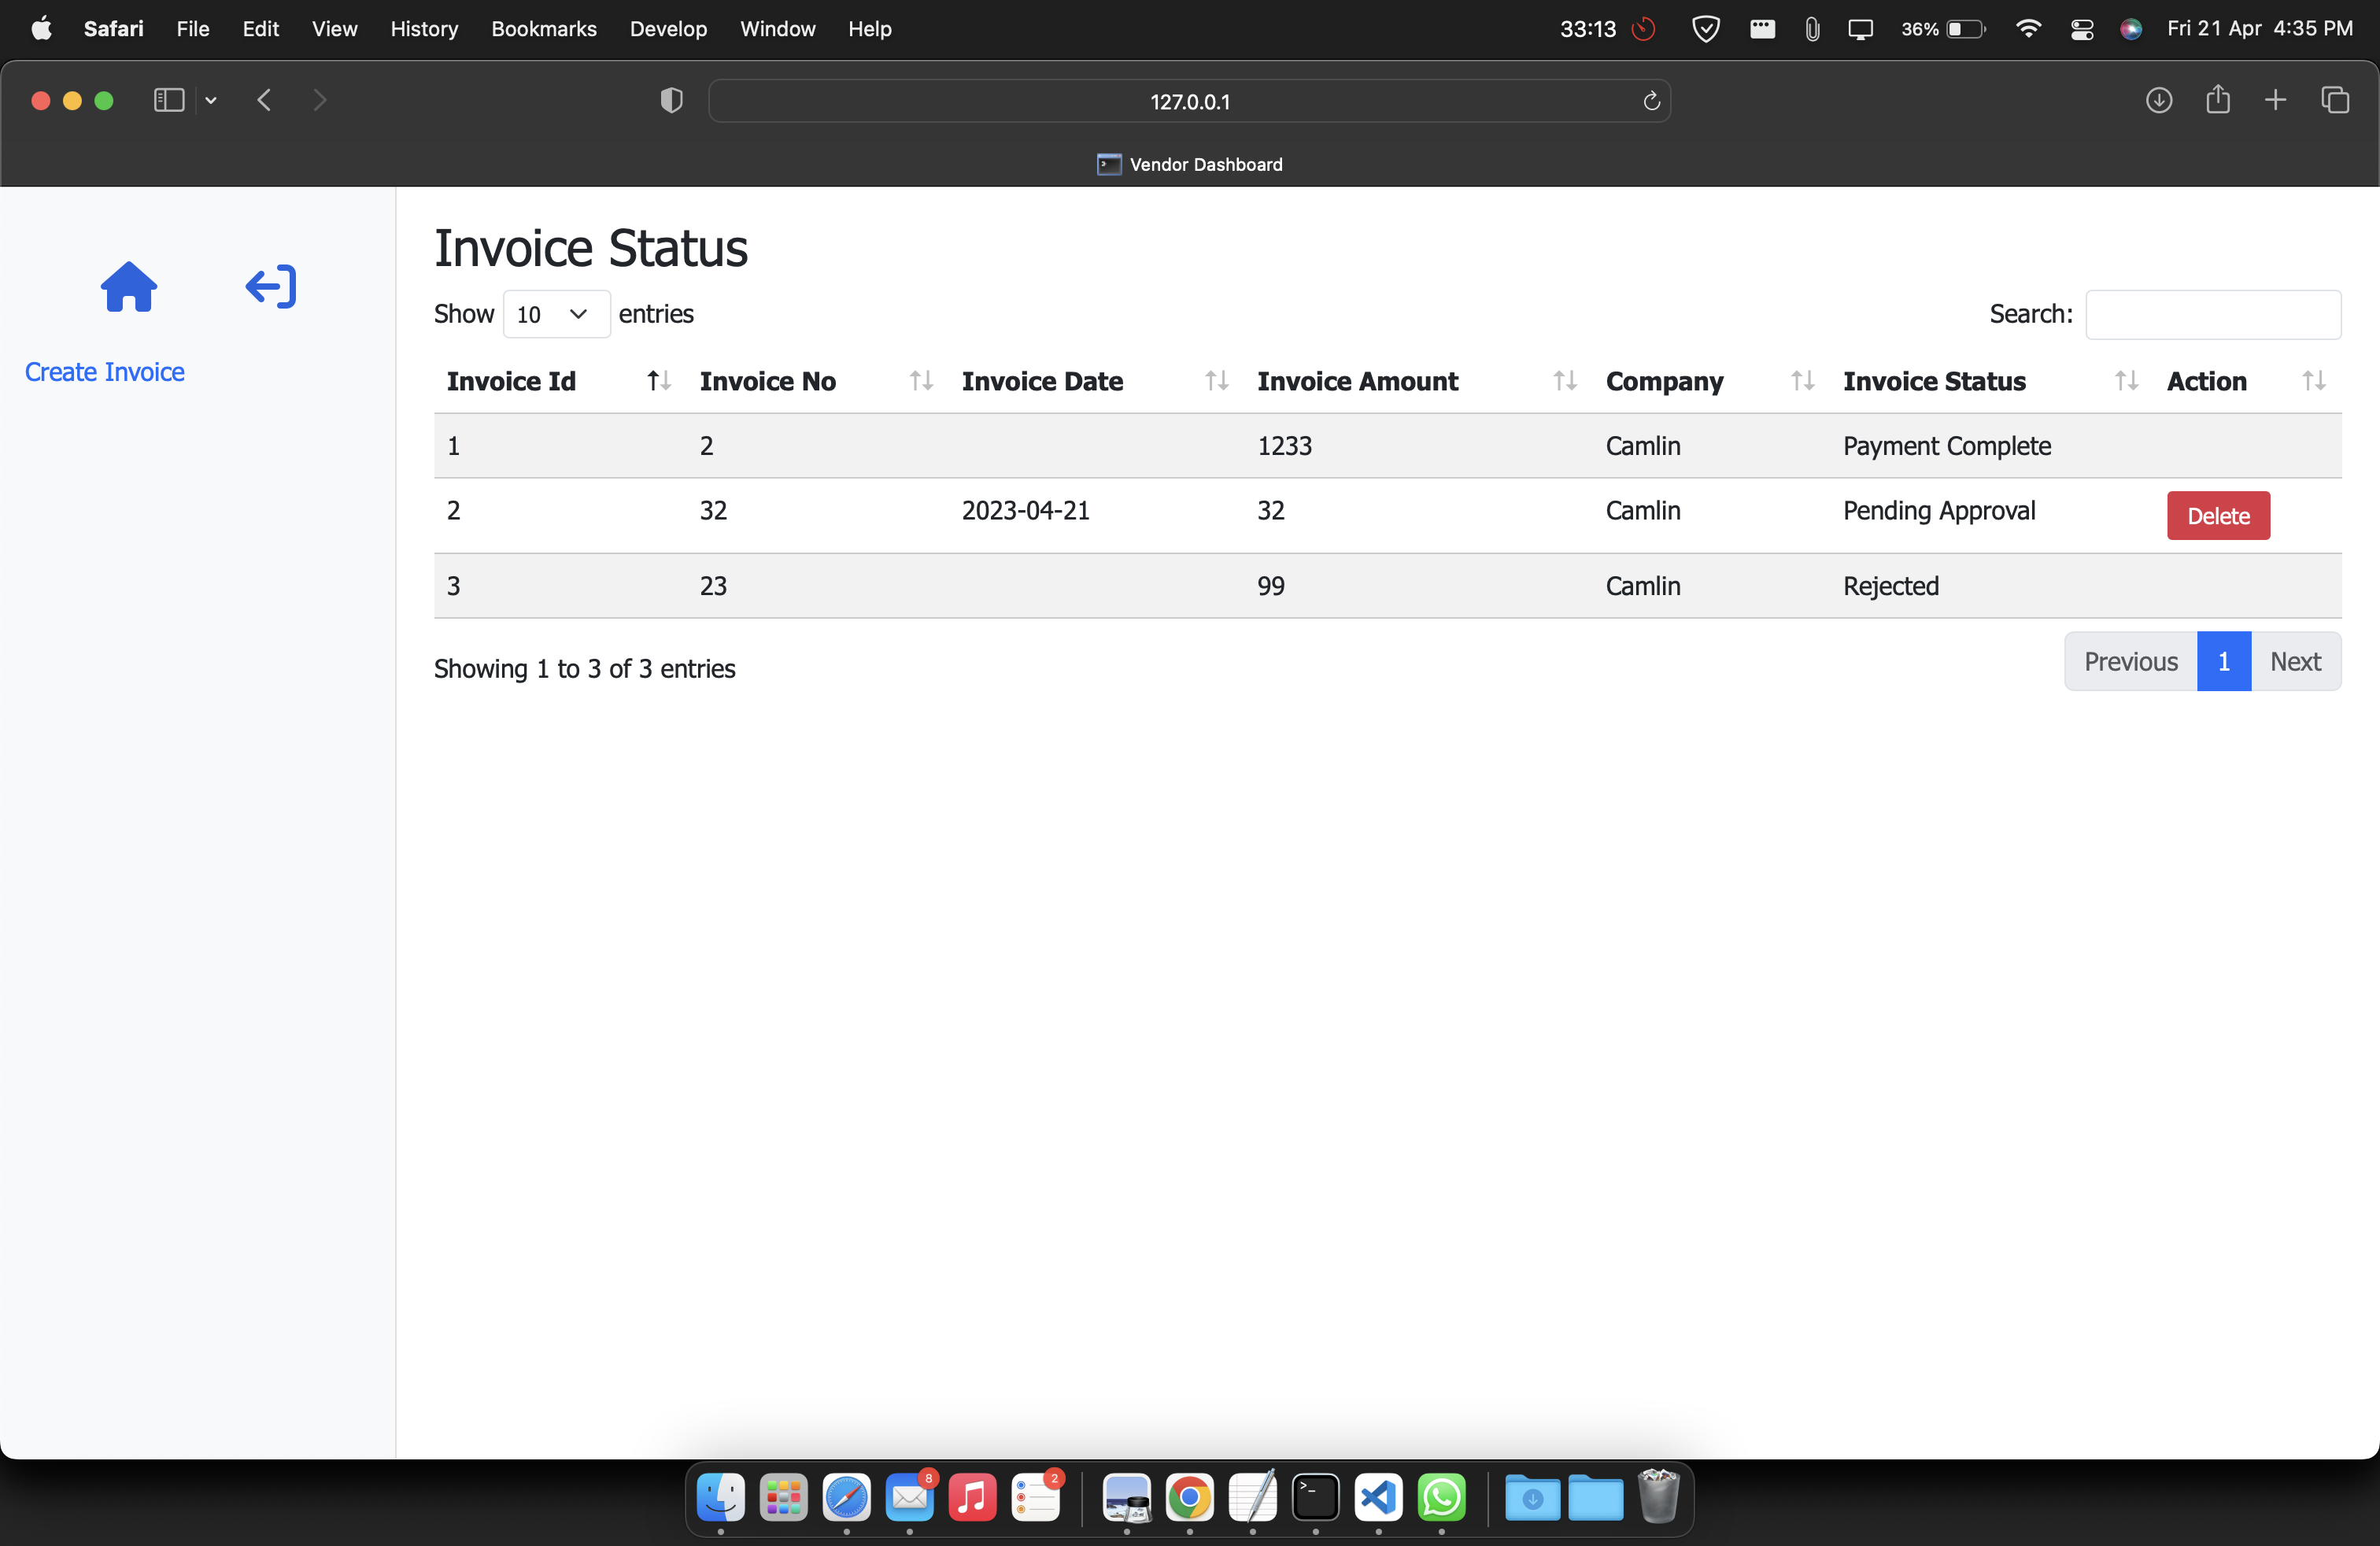 Safari File Edit View History Bookmarks Develop Window Help 33:13 36% Fri 21 Apr 4:35 PM
127.0.0.1
Vendor Dashboard
Create Invoice
Invoice Status
Show 10 entries Search:
Invoice Id Invoice No Invoice Date Invoice Amount Company Invoice Status Action
1 2 1233 Camlin Payment Complete
2 32 2023-04-21 32 Camlin Pending Approval Delete
3 23 99 Camlin Rejected
Showing 1 to 3 of 3 entries Previous 1 Next
8 2